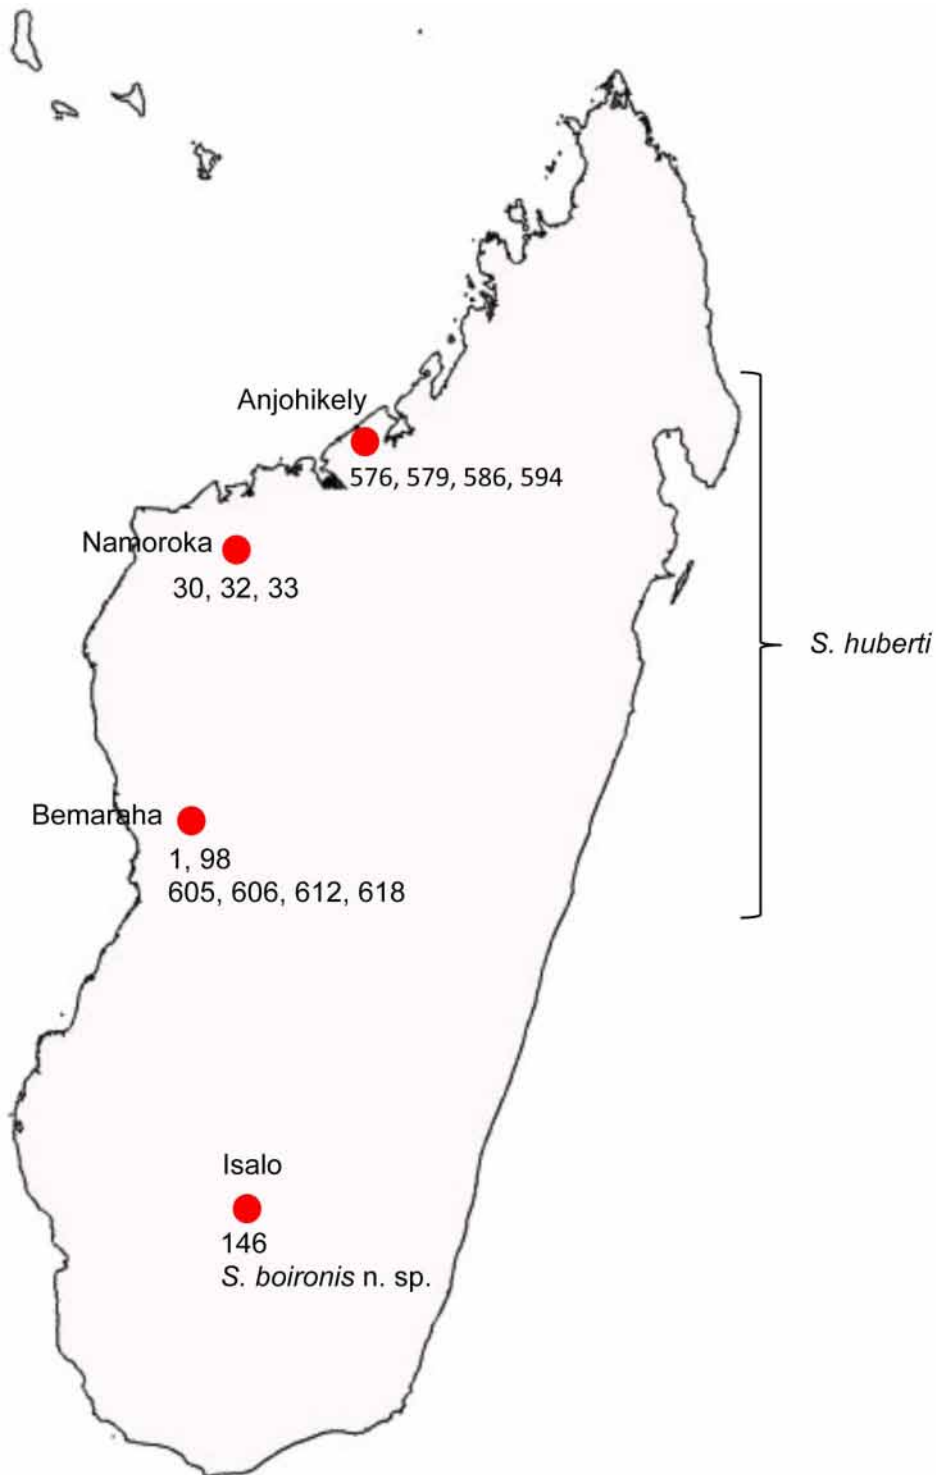 Anjohikely
576, 579, 586, 594
Namoroka
30, 32, 33
S. huberti
Bemaraha
1, 98
605, 606, 612, 618
Isalo
146
S. boironis n. sp.